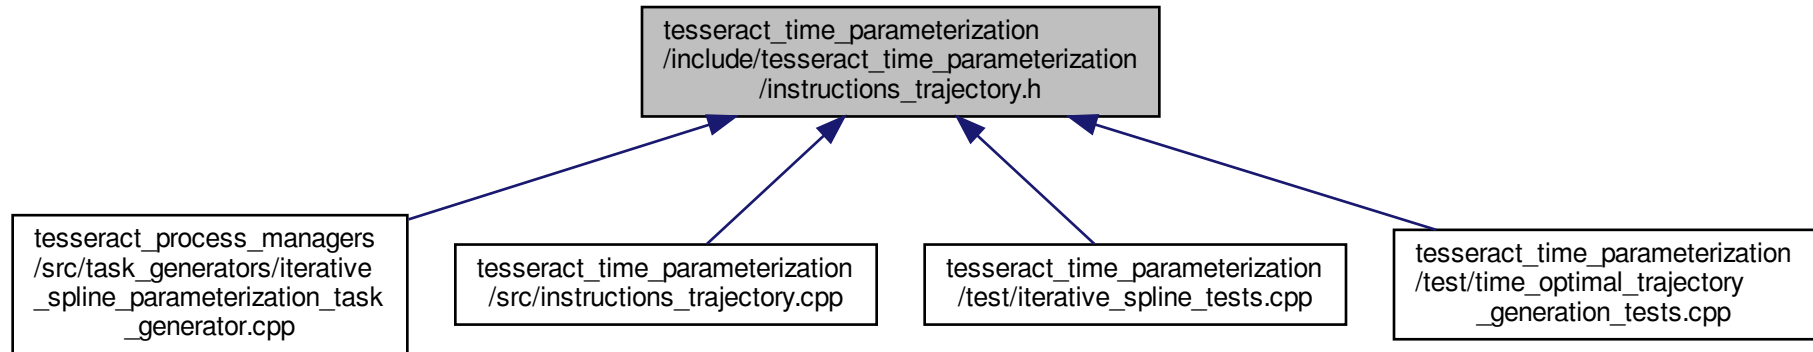 tesseract_time_parameterization
/include/tesseract_time_parameterization
/instructions_trajectory.h
tesseract_process_managers
/src/task_generators/iterative
_spline_parameterization_task
_generator.cpp
tesseract_time_parameterization
/src/instructions_trajectory.cpp
tesseract_time_parameterization
/test/iterative_spline_tests.cpp
tesseract_time_parameterization
/test/time_optimal_trajectory
_generation_tests.cpp